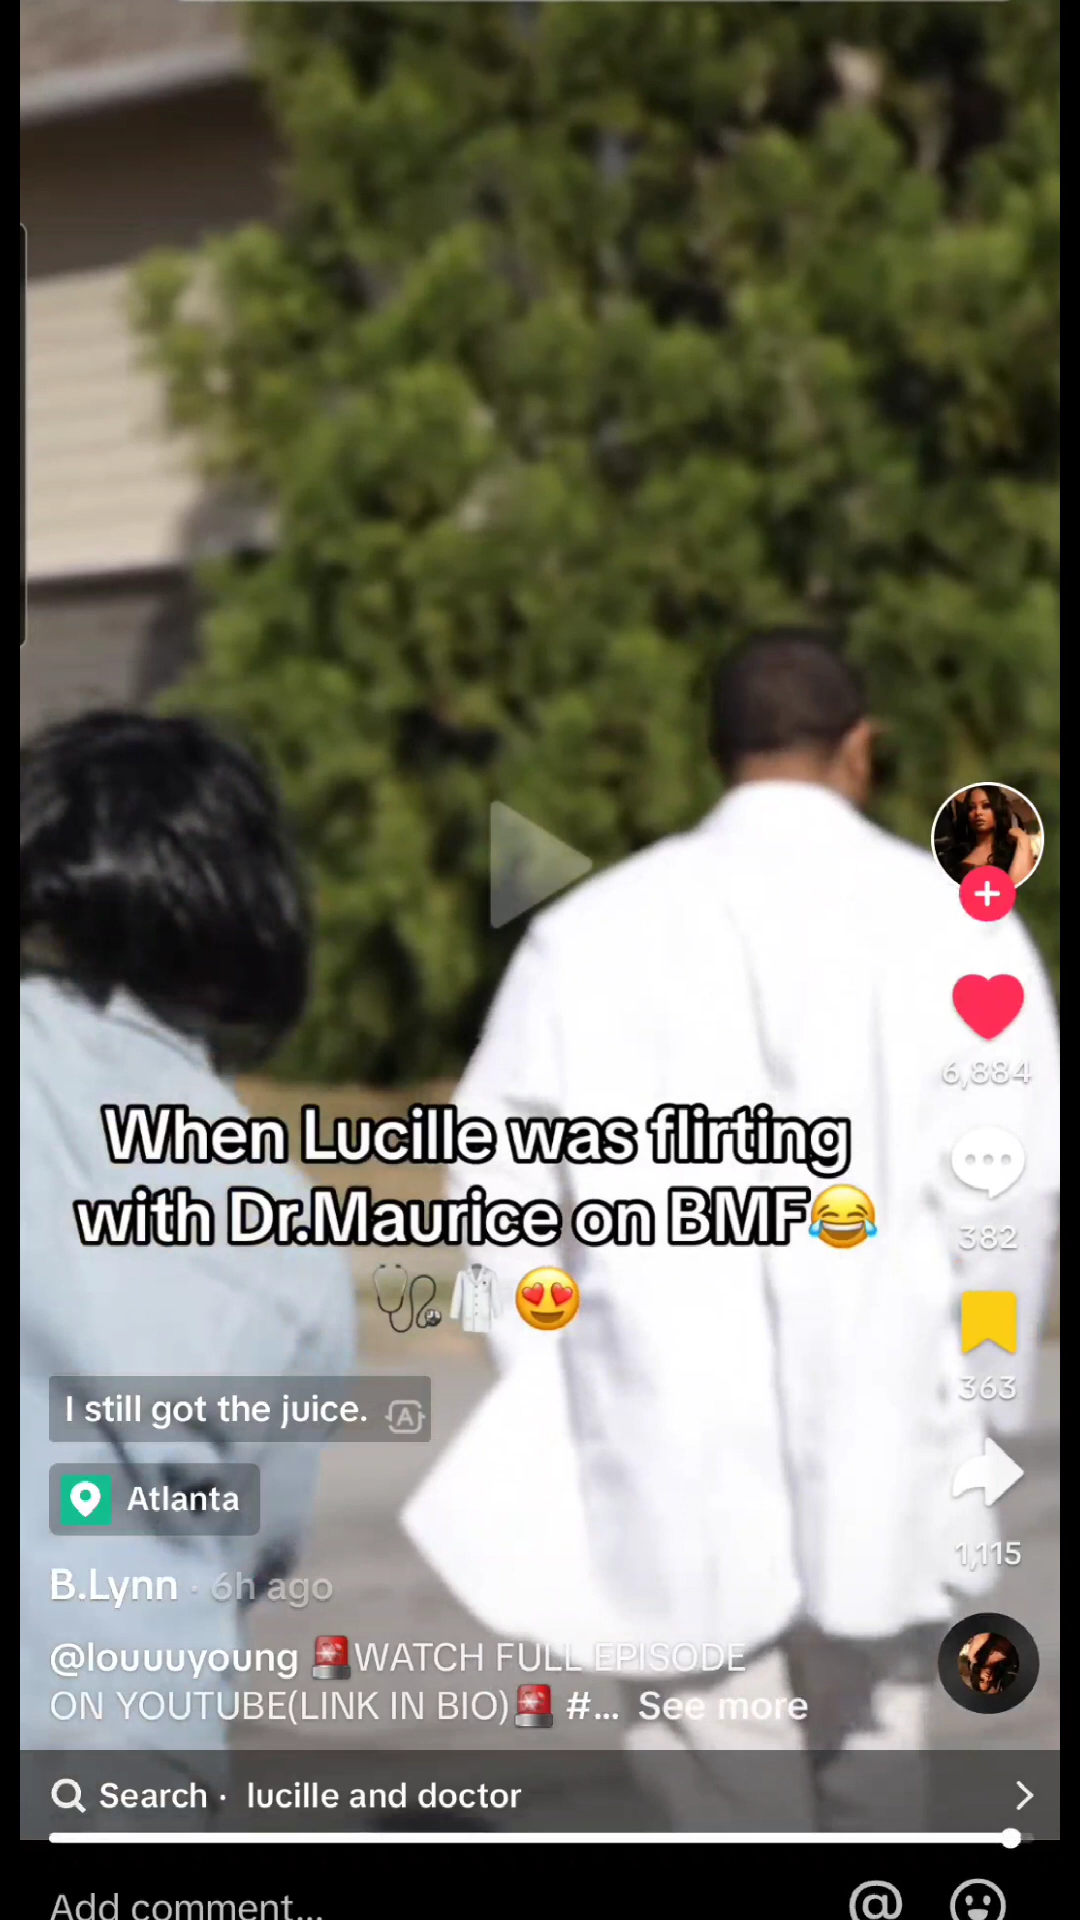 6,884
When Lucille was flirting
with Dr.Maurice on BMF😂
🩺🥼😍
382
363
I still got the juice.
Atlanta
1,115
B.Lynn · 6h ago
@louuuyoung 🚨WATCH FULL EPISODE
ON YOUTUBE(LINK IN BIO)🚨 #... See more
Search · lucille and doctor
Add comment...